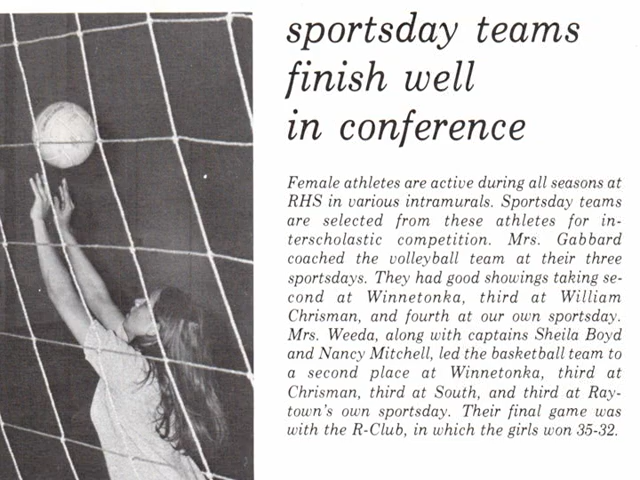 sportsday teams
finish well
in conference
Female athletes are active during all seasons at
RHS in various intramurals. Sportsday teams
are selected from these athletes for in-
terscholastic competition. Mrs. Gabbard
coached the volleyball team at their three
sportsdays. They had good showings taking se-
cond at Winnetonka, third at William
Chrisman, and fourth at our own sportsday.
Mrs. Weeda, along with captains Sheila Boyd
and Nancy Mitchell, led the basketball team to
a second place at Winnetonka, third at
Chrisman, third at South, and third at Ray-
town's own sportsday. Their final game was
with the R-Club, in which the girls won 35-32.